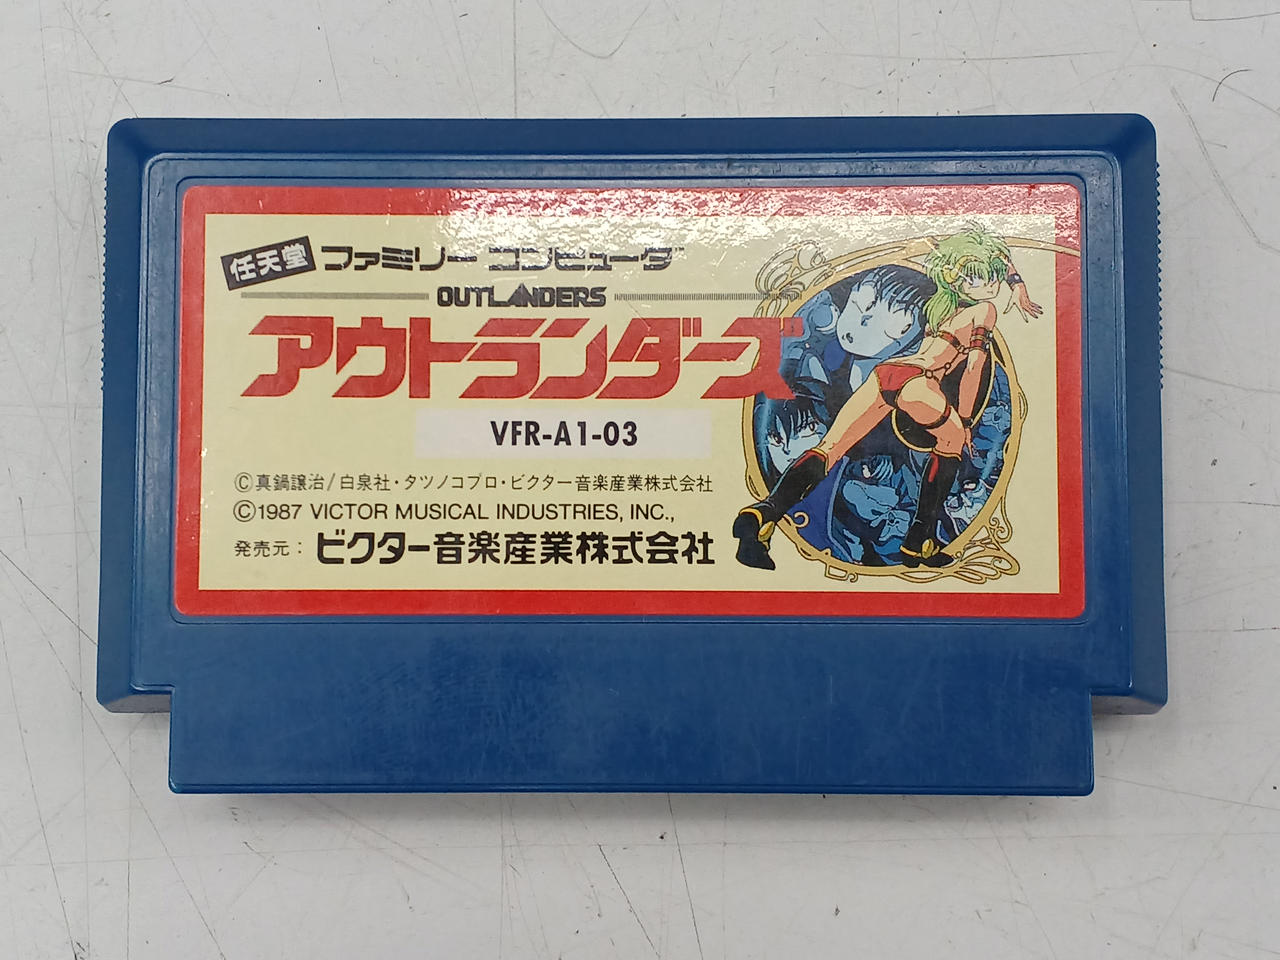 任天堂 ファミリーコンピュータ
OUTLANDERS
アウトランダーズ
VFR-A1-03
©真鍋譲治/白泉社・タツノコプロ・ビクター音楽産業株式会社
©1987 VICTOR MUSICAL INDUSTRIES, INC.,
発売元：ビクター音楽産業株式会社